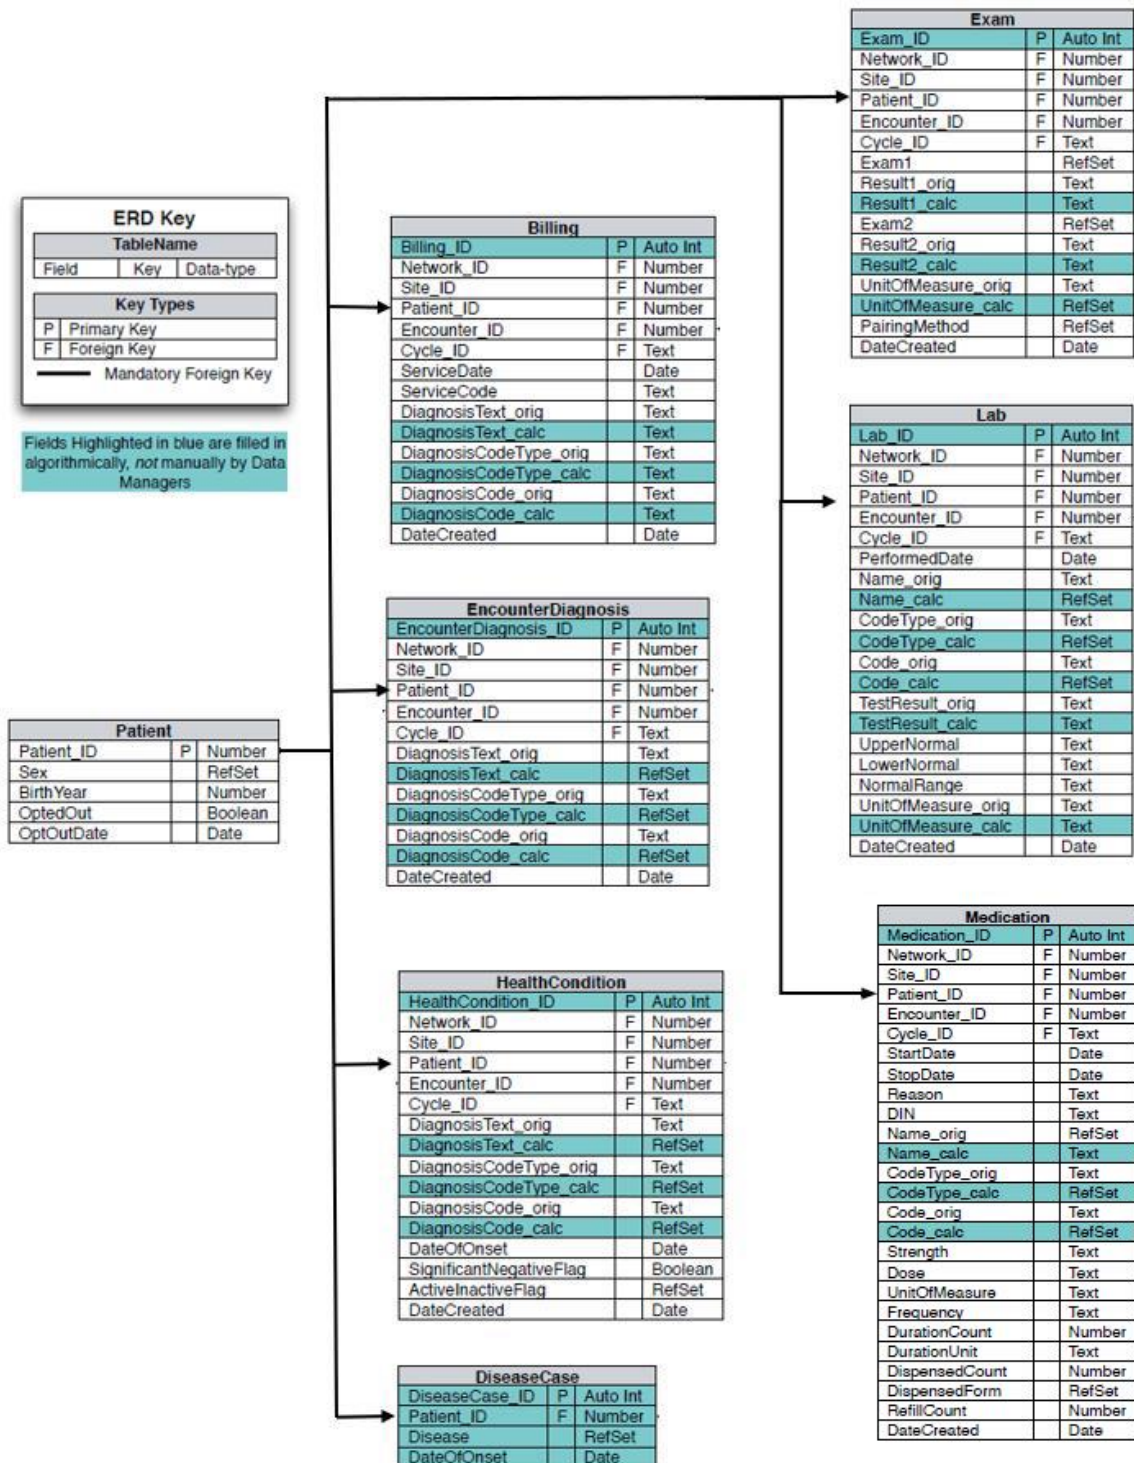 ERD Key
TableName
Field Key Data-type
Key Types
P Primary Key
F Foreign Key
Mandatory Foreign Key
Fields Highlighted in blue are filled in
algorithmically, not manually by Data
Managers
Patient
Patient_ID P Number
Sex RefSet
BirthYear Number
OptedOut Boolean
OptOutDate Date
Billing
Billing_ID P Auto Int
Network_ID F Number
Site_ID F Number
Patient_ID F Number
Encounter_ID F Number
Cycle_ID F Text
ServiceDate Date
ServiceCode Text
DiagnosisText_orig Text
DiagnosisText_calc Text
DiagnosisCodeType_orig Text
DiagnosisCodeType_calc Text
DiagnosisCode_orig Text
DiagnosisCode_calc Text
DateCreated Date
EncounterDiagnosis
EncounterDiagnosis_ID P Auto Int
Network_ID F Number
Site_ID F Number
Patient_ID F Number
Encounter_ID F Number
Cycle_ID F Text
DiagnosisText_orig Text
DiagnosisText_calc RefSet
DiagnosisCodeType_orig Text
DiagnosisCodeType_calc RefSet
DiagnosisCode_orig Text
DiagnosisCode_calc RefSet
DateCreated Date
HealthCondition
HealthCondition_ID P Auto Int
Network_ID F Number
Site_ID F Number
Patient_ID F Number
Encounter_ID F Number
Cycle_ID F Text
DiagnosisText_orig Text
DiagnosisText_calc RefSet
DiagnosisCodeType_orig Text
DiagnosisCodeType_calc RefSet
DiagnosisCode_orig Text
DiagnosisCode_calc RefSet
DateOfOnset Date
SignificantNegativeFlag Boolean
ActiveInactiveFlag RefSet
DateCreated Date
DiseaseCase
DiseaseCase_ID P Auto Int
Patient_ID F Number
Disease RefSet
DateOfOnset Date
Exam
Exam_ID P Auto Int
Network_ID F Number
Site_ID F Number
Patient_ID F Number
Encounter_ID F Number
Cycle_ID F Text
Exam1 RefSet
Result1_orig Text
Result1_calc Text
Exam2 RefSet
Result2_orig Text
Result2_calc Text
UnitOfMeasure_orig Text
UnitOfMeasure_calc RefSet
PairingMethod RefSet
DateCreated Date
Lab
Lab_ID P Auto Int
Network_ID F Number
Site_ID F Number
Patient_ID F Number
Encounter_ID F Number
Cycle_ID F Text
PerformedDate Date
Name_orig Text
Name_calc RefSet
CodeType_orig Text
CodeType_calc RefSet
Code_orig Text
Code_calc RefSet
TestResult_orig Text
TestResult_calc Text
UpperNormal Text
LowerNormal Text
NormalRange Text
UnitOfMeasure_orig Text
UnitOfMeasure_calc Text
DateCreated Date
Medication
Medication_ID P Auto Int
Network_ID F Number
Site_ID F Number
Patient_ID F Number
Encounter_ID F Number
Cycle_ID F Text
StartDate Date
StopDate Date
Reason Text
DIN Text
Name_orig RefSet
Name_calc Text
CodeType_orig Text
CodeType_calc RefSet
Code_orig Text
Code_calc RefSet
Strength Text
Dose Text
UnitOfMeasure Text
Frequency Text
DurationCount Number
DurationUnit Text
DispensedCount Number
DispensedForm RefSet
RefillCount Number
DateCreated Date